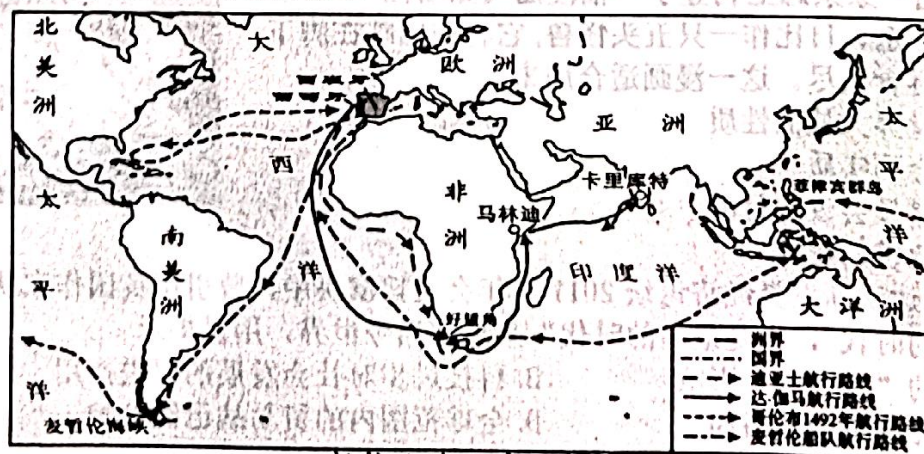 北美洲
大西洋
欧洲
亚洲
太平洋
卡里库特
菲律宾群岛
非洲
马林迪
南美洲
太平洋
印度洋
大洋洲
好望角
麦哲伦海峡
洲界
国界
迪亚士航行路线
达·伽马航行路线
哥伦布1492年航行路线
麦哲伦船队航行路线